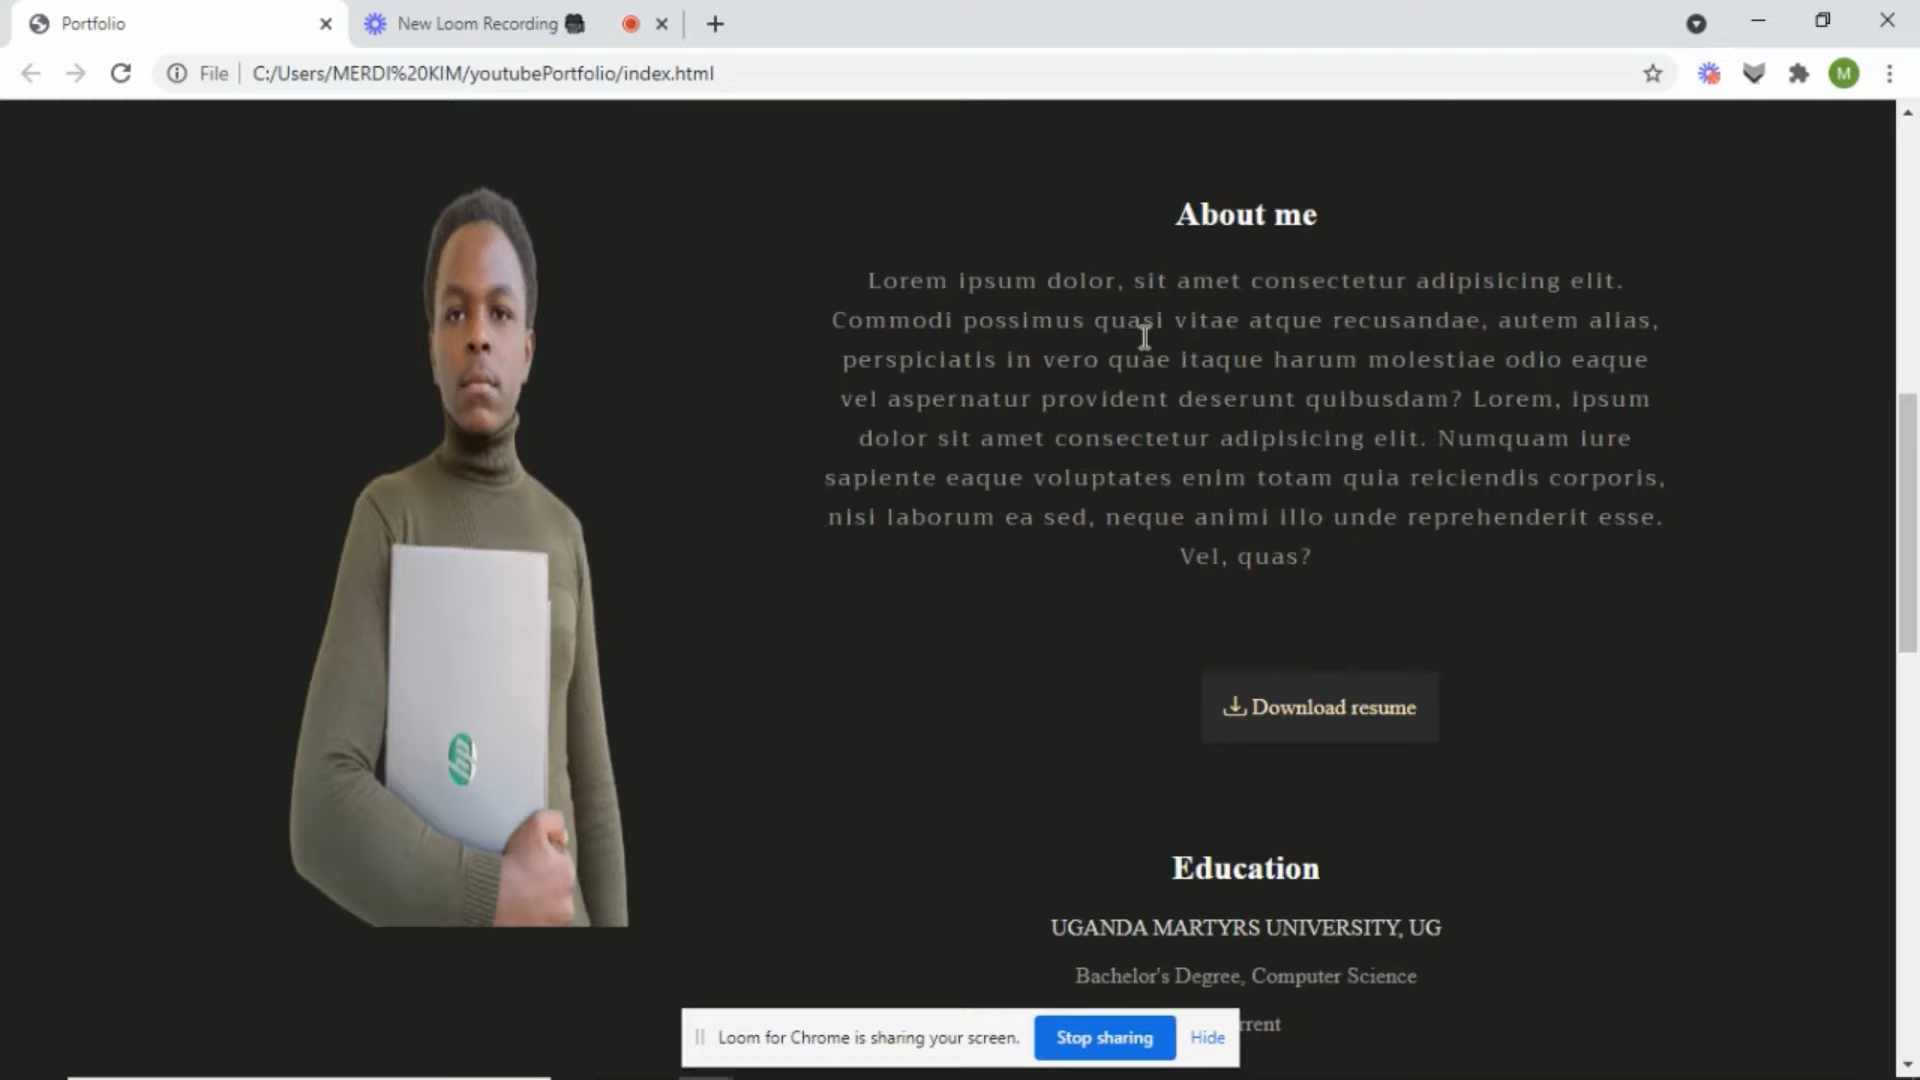 Portfolio
New Loom Recording
File
C:/Users/MERDI%20KIM/youtubePortfolio/index.html
M
About me
Lorem ipsum dolor, sit amet consectetur adipisicing elit.
Commodi possimus quasi vitae atque recusandae, autem alias,
perspiciatis in vero quae itaque harum molestiae odio eaque
vel aspernatur provident deserunt quibusdam? Lorem, ipsum
dolor sit amet consectetur adipisicing elit. Numquam iure
sapiente eaque voluptates enim totam quia reiciendis corporis,
nisi laborum ea sed, neque animi illo unde reprehenderit esse.
Vel, quas?
Download resume
Education
UGANDA MARTYRS UNIVERSITY, UG
Bachelor's Degree, Computer Science
rrent
Loom for Chrome is sharing your screen.
Stop sharing
Hide